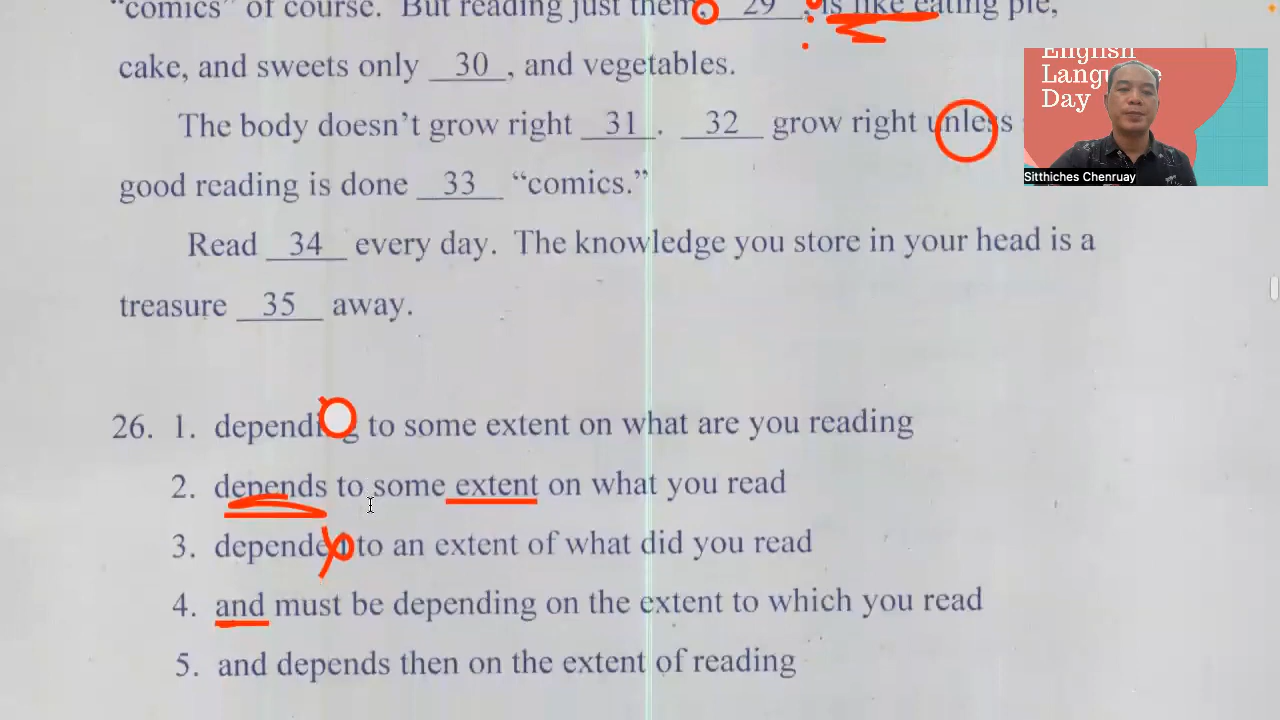 “comics” of course. But reading just them, 29, is like eating pie,
cake, and sweets only 30, and vegetables.
The body doesn’t grow right 31. 32 grow right unless
good reading is done 33 “comics.”
Read 34 every day. The knowledge you store in your head is a
treasure 35 away.
English
Language
Day
Sitthiches Chenruay
26. 1. depending to some extent on what are you reading
2. depends to some extent on what you read
3. depended to an extent of what did you read
4. and must be depending on the extent to which you read
5. and depends then on the extent of reading